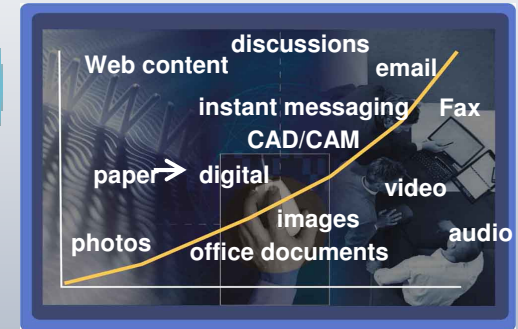 discussions
Web content
email
instant messaging
Fax
CAD/CAM
paper → digital
video
images
photos
office documents
audio